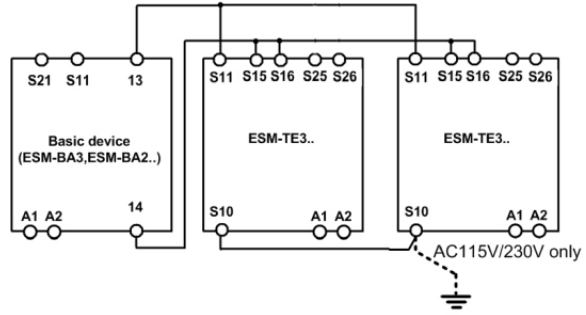 S21 S11 13
S11 S15 S16 S25 S26
S11 S15 S16 S25 S26
Basic device
(ESM-BA3,ESM-BA2..)
ESM-TE3..
ESM-TE3..
14
A1 A2
S10
A1 A2
S10
A1 A2
AC115V/230V only